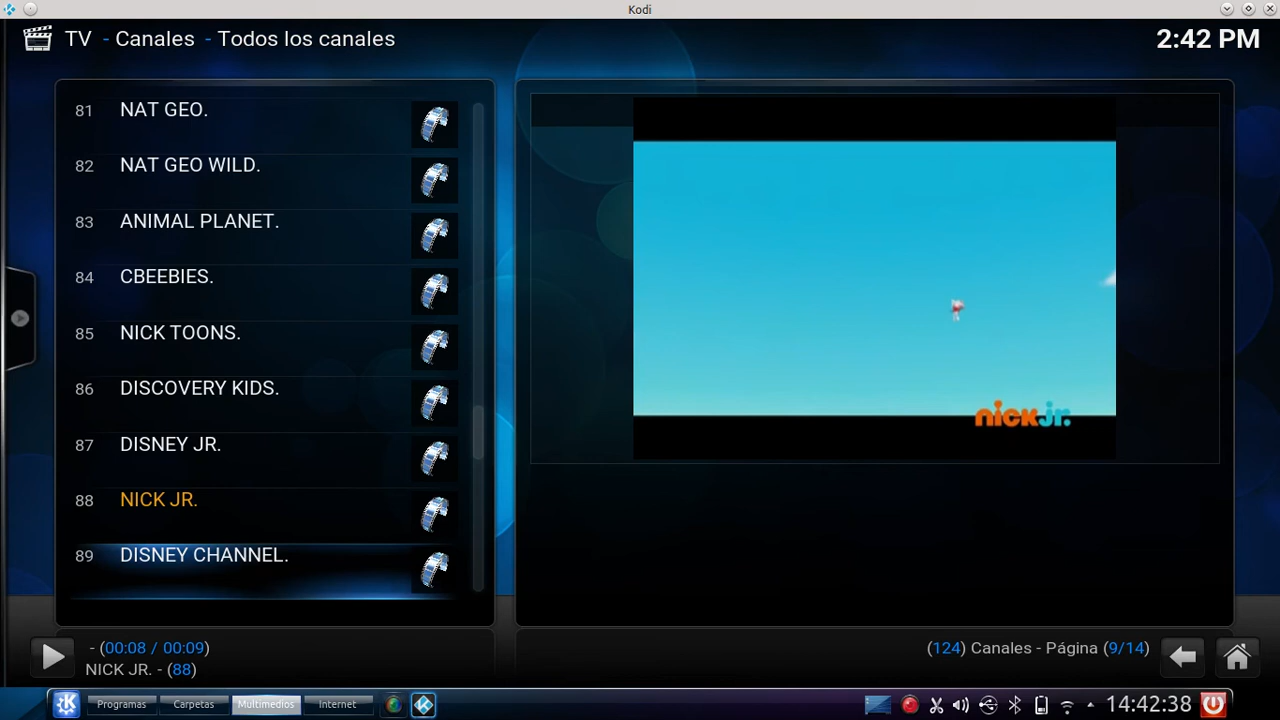 Kodi
TV - Canales - Todos los canales
2:42 PM
81 NAT GEO.
82 NAT GEO WILD.
83 ANIMAL PLANET.
84 CBEEBIES.
85 NICK TOONS.
86 DISCOVERY KIDS.
87 DISNEY JR.
88 NICK JR.
89 DISNEY CHANNEL.
nick jr.
- (00:08 / 00:09)
NICK JR. - (88)
(124) Canales - Página (9/14)
Programas Carpetas Multimedios Internet
14:42:38